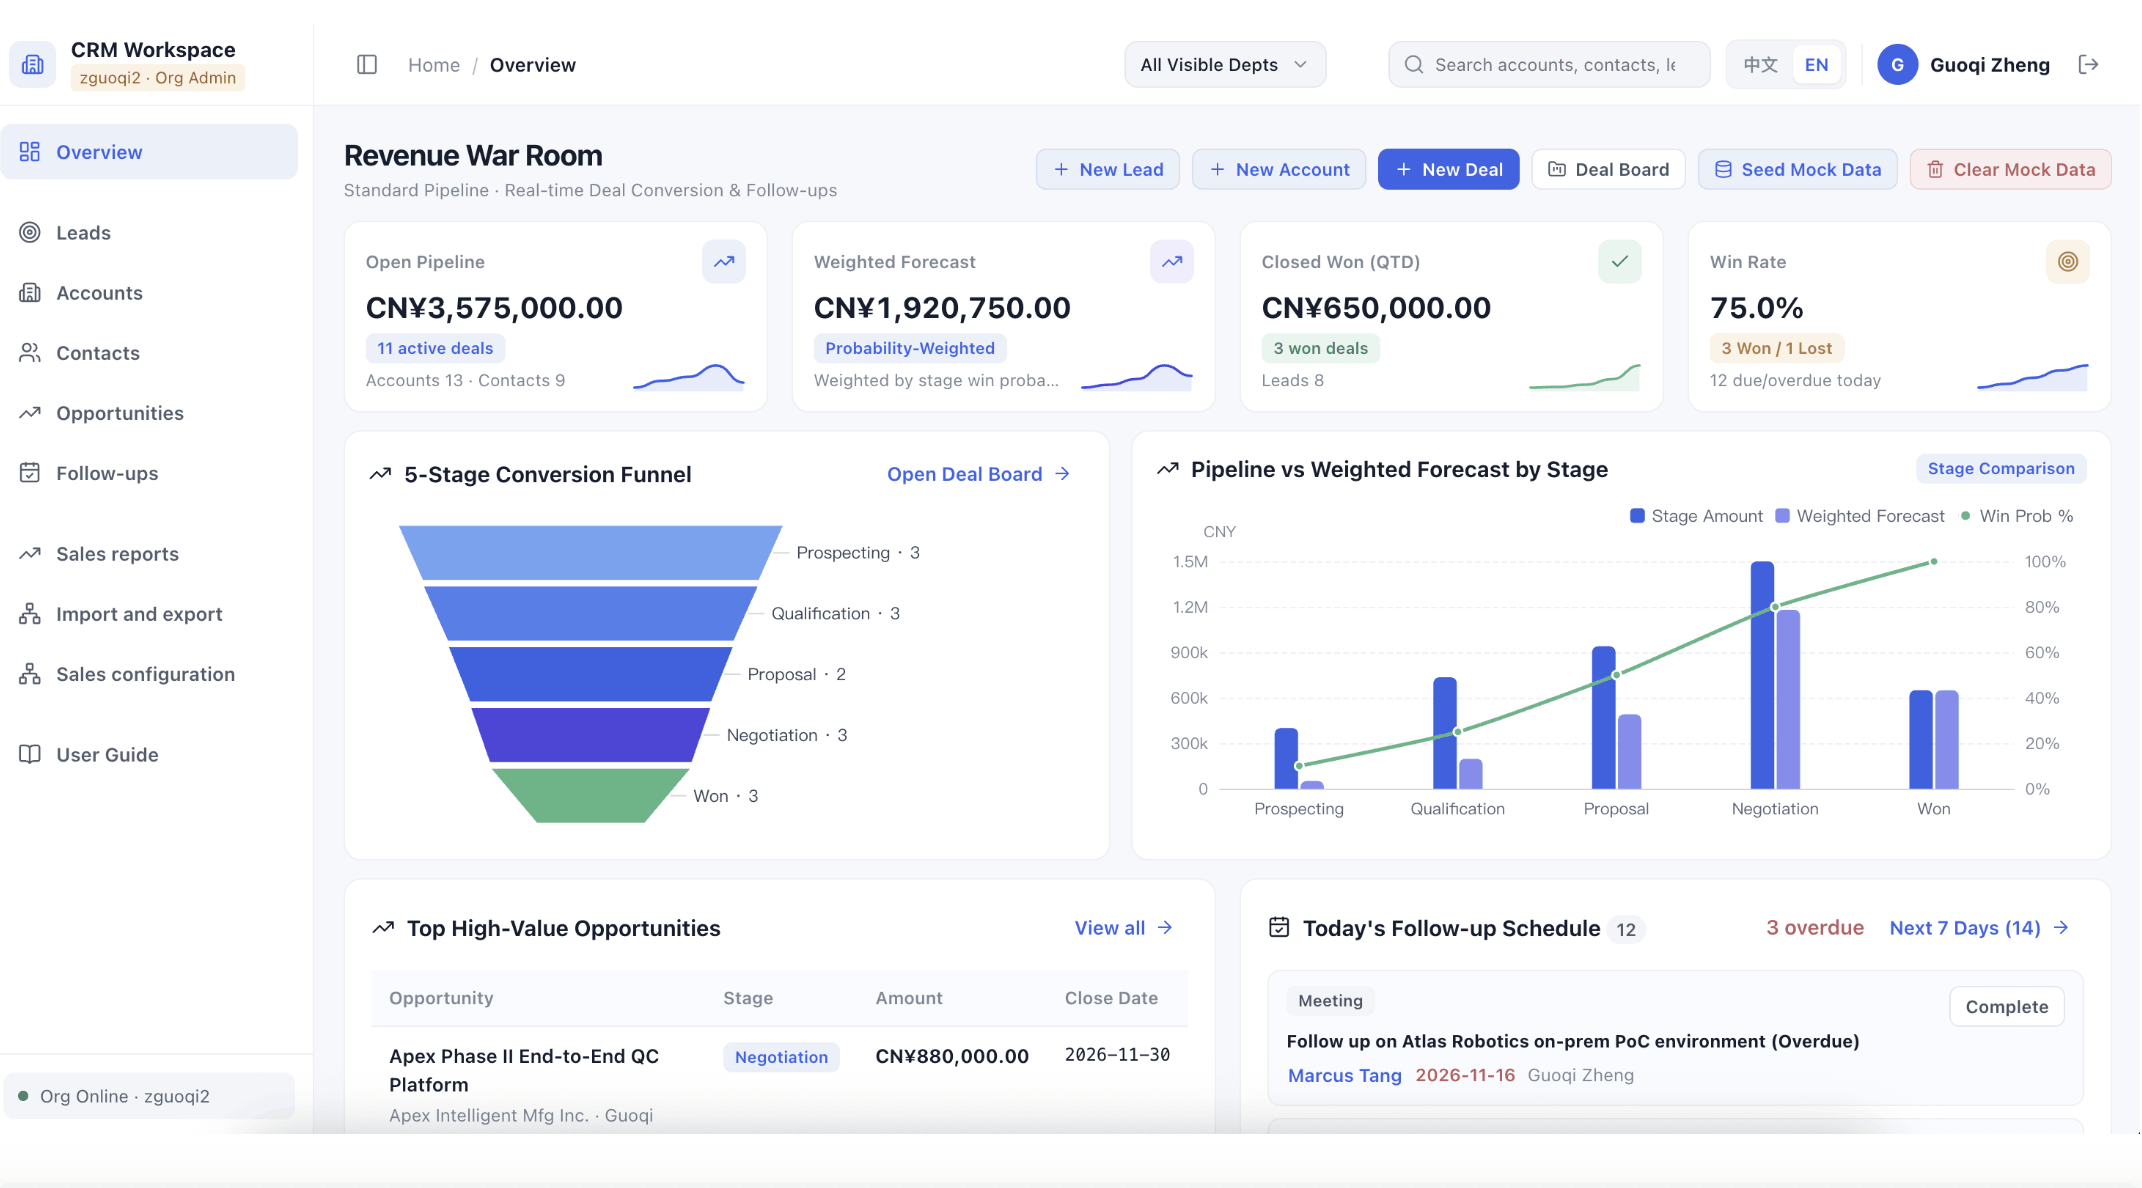 CRM Workspace
zguoqi2 · Org Admin
Home / Overview
All Visible Depts
Search accounts, contacts, le
中文 EN
G Guoqi Zheng
Overview
Leads
Accounts
Contacts
Opportunities
Follow-ups
Sales reports
Import and export
Sales configuration
User Guide
Org Online · zguoqi2
Revenue War Room
Standard Pipeline · Real-time Deal Conversion & Follow-ups
+ New Lead
+ New Account
+ New Deal
Deal Board
Seed Mock Data
Clear Mock Data
Open Pipeline
CN¥3,575,000.00
11 active deals
Accounts 13 · Contacts 9
Weighted Forecast
CN¥1,920,750.00
Probability-Weighted
Weighted by stage win proba...
Closed Won (QTD)
CN¥650,000.00
3 won deals
Leads 8
Win Rate
75.0%
3 Won / 1 Lost
12 due/overdue today
5-Stage Conversion Funnel
Open Deal Board →
Prospecting · 3
Qualification · 3
Proposal · 2
Negotiation · 3
Won · 3
Pipeline vs Weighted Forecast by Stage
Stage Comparison
Stage Amount Weighted Forecast Win Prob %
CNY
1.5M 100%
1.2M 80%
900k 60%
600k 40%
300k 20%
0 0%
Prospecting Qualification Proposal Negotiation Won
Top High-Value Opportunities
View all →
Opportunity Stage Amount Close Date
Apex Phase II End-to-End QC Negotiation CN¥880,000.00 2026-11-30
Platform
Apex Intelligent Mfg Inc. · Guoqi
Today's Follow-up Schedule 12
3 overdue
Next 7 Days (14) →
Meeting
Complete
Follow up on Atlas Robotics on-prem PoC environment (Overdue)
Marcus Tang 2026-11-16 Guoqi Zheng